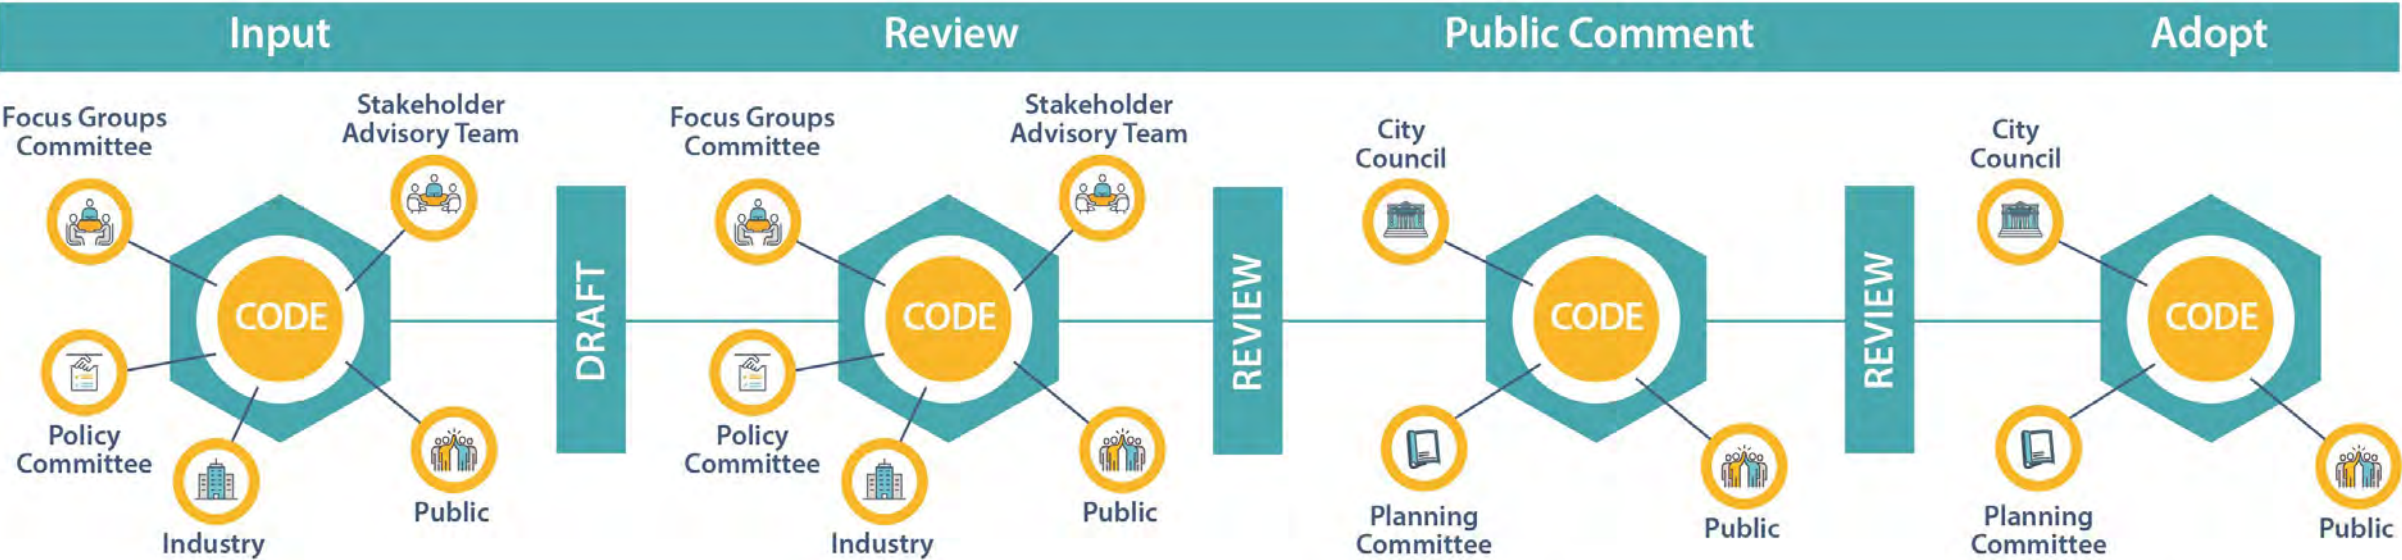 Input
Review
Public Comment
Adopt
Focus Groups
Committee
Stakeholder
Advisory Team
CODE
Policy
Committee
Industry
Public
DRAFT
Focus Groups
Committee
Stakeholder
Advisory Team
CODE
Policy
Committee
Industry
Public
REVIEW
City
Council
CODE
Planning
Committee
Public
REVIEW
City
Council
CODE
Planning
Committee
Public